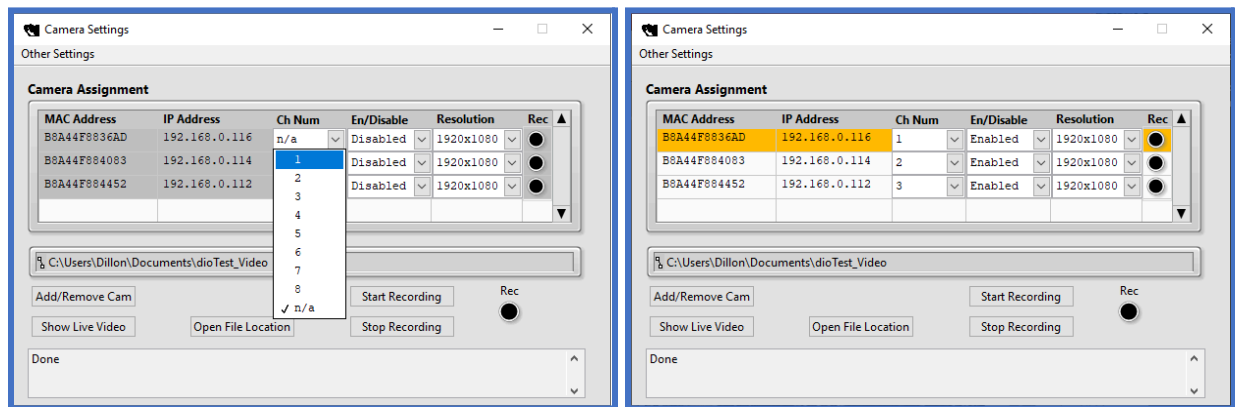 Camera Settings
Other Settings
Camera Assignment
MAC Address IP Address Ch Num En/Disable Resolution Rec
B8A44F8836AD 192.168.0.116 n/a Disabled 1920x1080
B8A44F884083 192.168.0.114 Disabled 1920x1080
B8A44F884452 192.168.0.112 Disabled 1920x1080
1
2
3
4
5
6
7
8
✓ n/a
C:\Users\Dillon\Documents\dioTest_Video
Add/Remove Cam Start Recording Rec
Show Live Video Open File Location Stop Recording
Done
Camera Settings
Other Settings
Camera Assignment
MAC Address IP Address Ch Num En/Disable Resolution Rec
B8A44F8836AD 192.168.0.116 1 Enabled 1920x1080
B8A44F884083 192.168.0.114 2 Enabled 1920x1080
B8A44F884452 192.168.0.112 3 Enabled 1920x1080
C:\Users\Dillon\Documents\dioTest_Video
Add/Remove Cam Start Recording Rec
Show Live Video Open File Location Stop Recording
Done